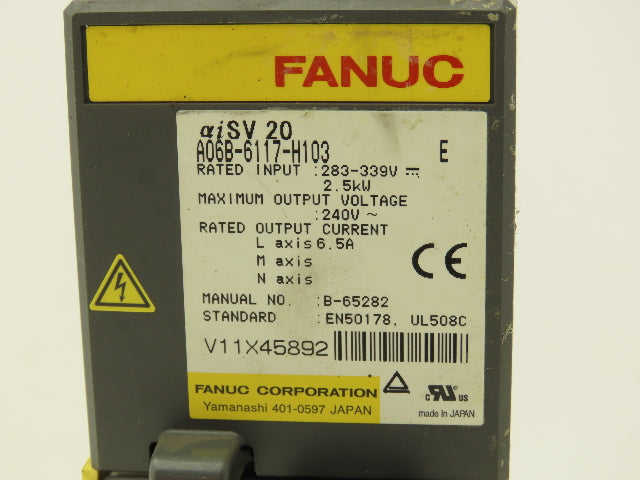 FANUC
αiSV 20
A06B-6117-H103 E
RATED INPUT :283-339V ⎓
2.5kW
MAXIMUM OUTPUT VOLTAGE
:240V ~
RATED OUTPUT CURRENT
L axis 6.5A
M axis
N axis
CE
MANUAL NO. :B-65282
STANDARD :EN50178, UL508C
V11X45892
FANUC CORPORATION
Yamanashi 401-0597 JAPAN
c RU us
made in JAPAN